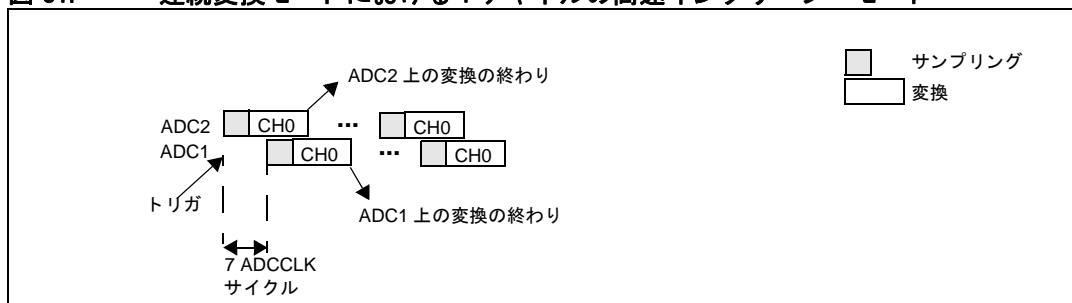 サンプリング
変換
ADC2 上の変換の終わり
ADC2 CH0 ... CH0
ADC1 CH0 ... CH0
トリガ
ADC1 上の変換の終わり
7 ADCCLK
サイクル